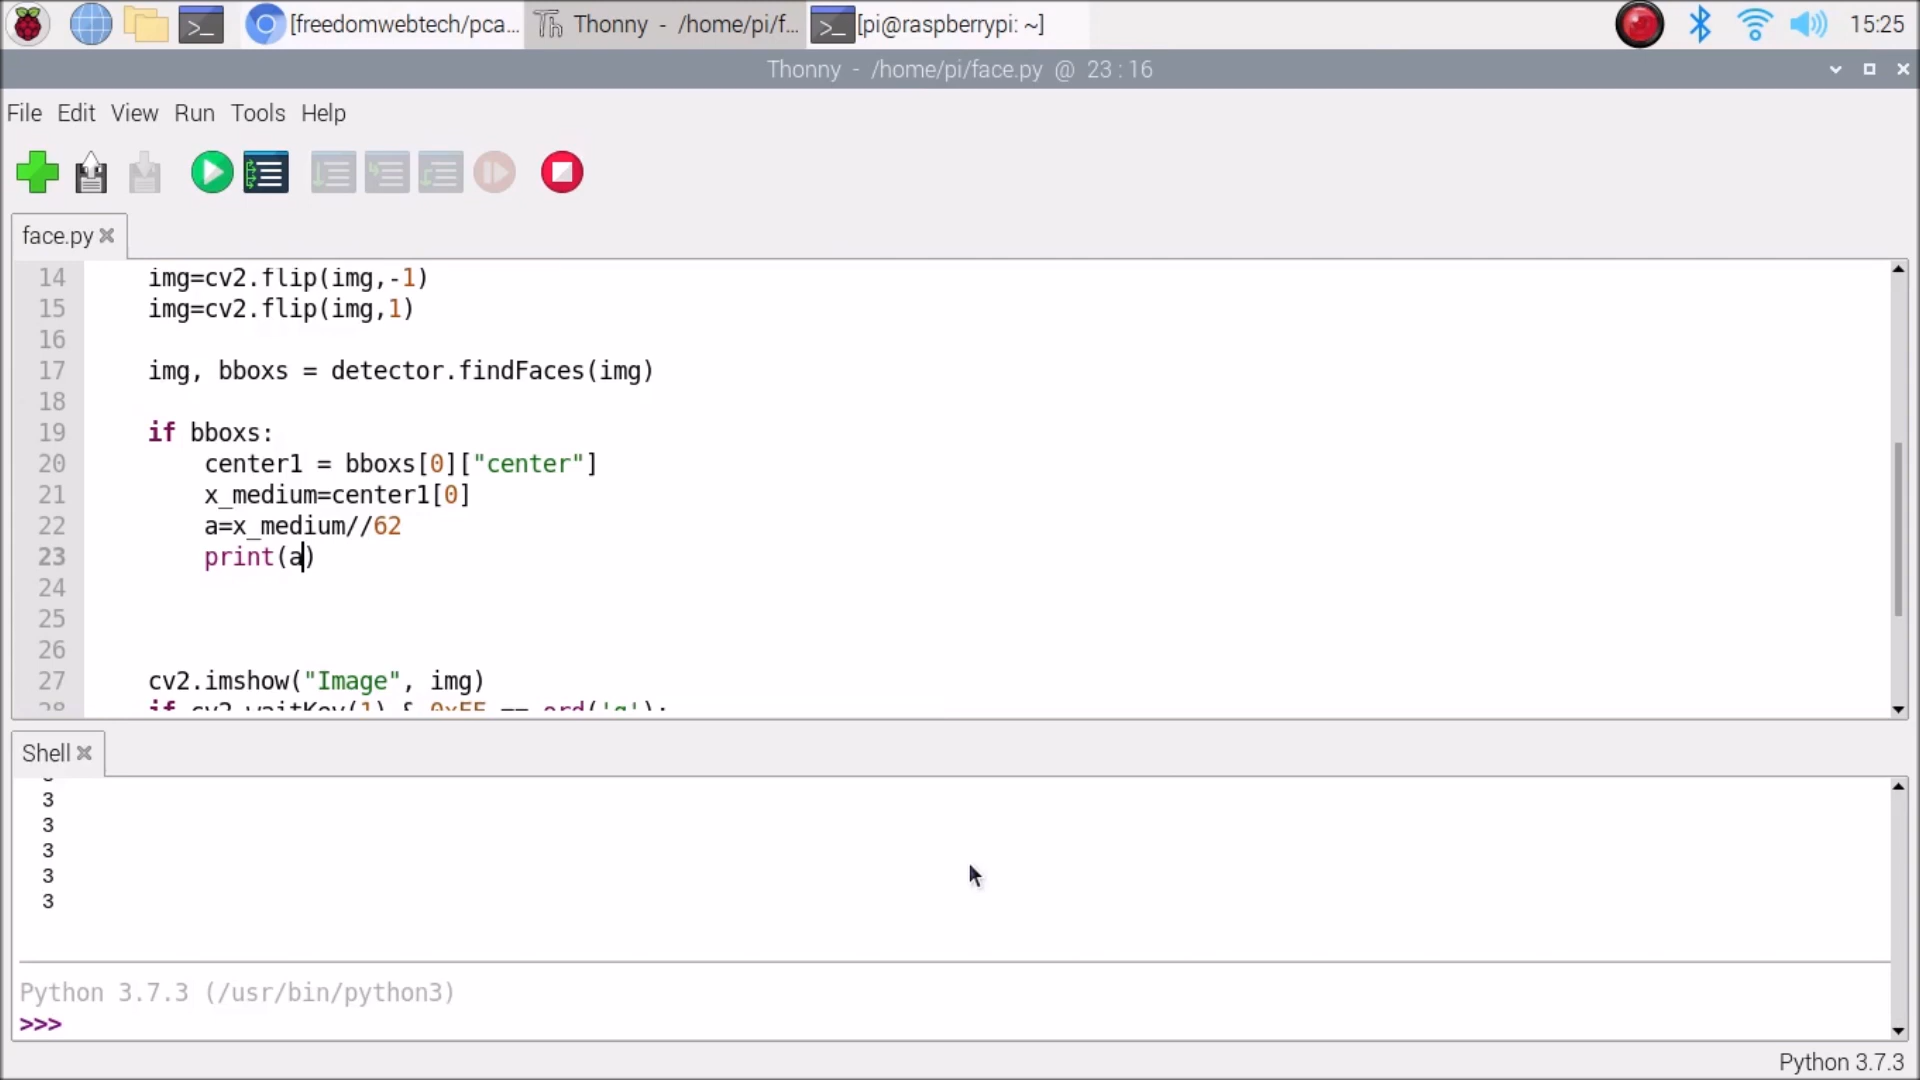 [freedomwebtech/pca...
Thonny - /home/pi/f...
[pi@raspberrypi: ~]
15:25
Thonny - /home/pi/face.py @ 23 : 16
File Edit View Run Tools Help
face.py
14 img=cv2.flip(img,-1)
15 img=cv2.flip(img,1)
16
17 img, bboxs = detector.findFaces(img)
18
19 if bboxs:
20 center1 = bboxs[0]["center"]
21 x_medium=center1[0]
22 a=x_medium//62
23 print(a)
24
25
26
27 cv2.imshow("Image", img)
28 if cv2.waitKey(1) & 0xFF == ord('q'):
Shell
3
3
3
3
3
Python 3.7.3 (/usr/bin/python3)
>>>
Python 3.7.3